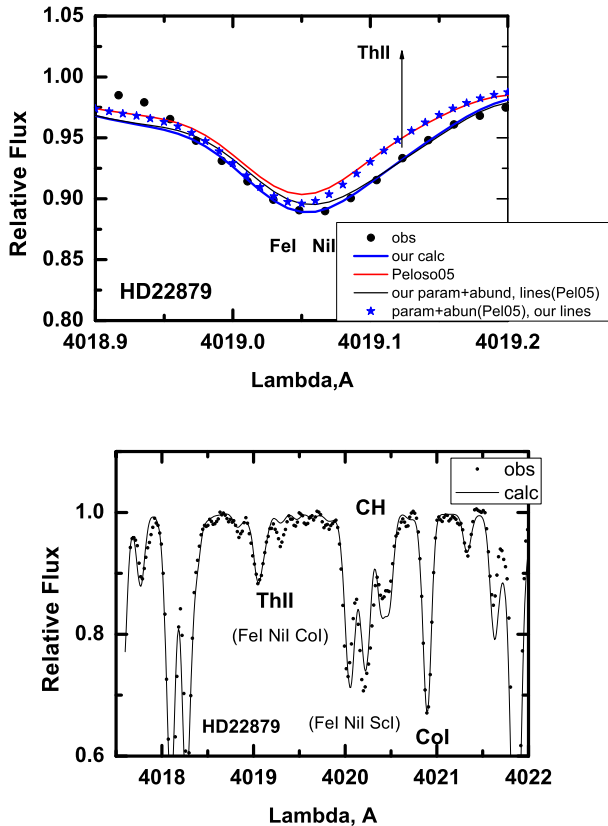 ThII
1.05
1.00
0.95
0.90
0.85
0.80
Relative Flux
FeI NiI
HD22879
obs
our calc
Peloso05
our param+abund, lines(Pel05)
param+abun(Pel05), our lines
4018.9 4019.0 4019.1 4019.2
Lambda,A
obs
calc
CH
1.0
0.8
0.6
Relative Flux
ThII
(FeI NiI CoI)
(FeI NiI ScI)
HD22879
CoI
4018 4019 4020 4021 4022
Lambda, A